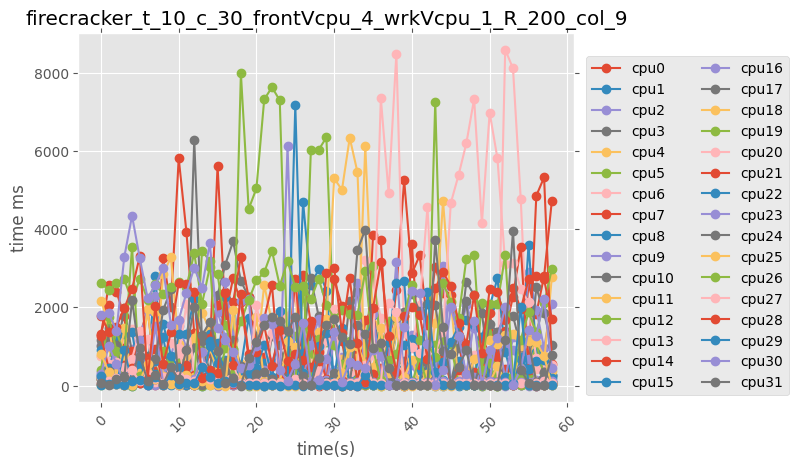 firecracker_t_10_c_30_frontVcpu_4_wrkVcpu_1_R_200_col_9
time ms
8000
6000
4000
2000
0
0
10
20
30
40
50
60
time(s)
cpu0
cpu1
cpu2
cpu3
cpu4
cpu5
cpu6
cpu7
cpu8
cpu9
cpu10
cpu11
cpu12
cpu13
cpu14
cpu15
cpu16
cpu17
cpu18
cpu19
cpu20
cpu21
cpu22
cpu23
cpu24
cpu25
cpu26
cpu27
cpu28
cpu29
cpu30
cpu31